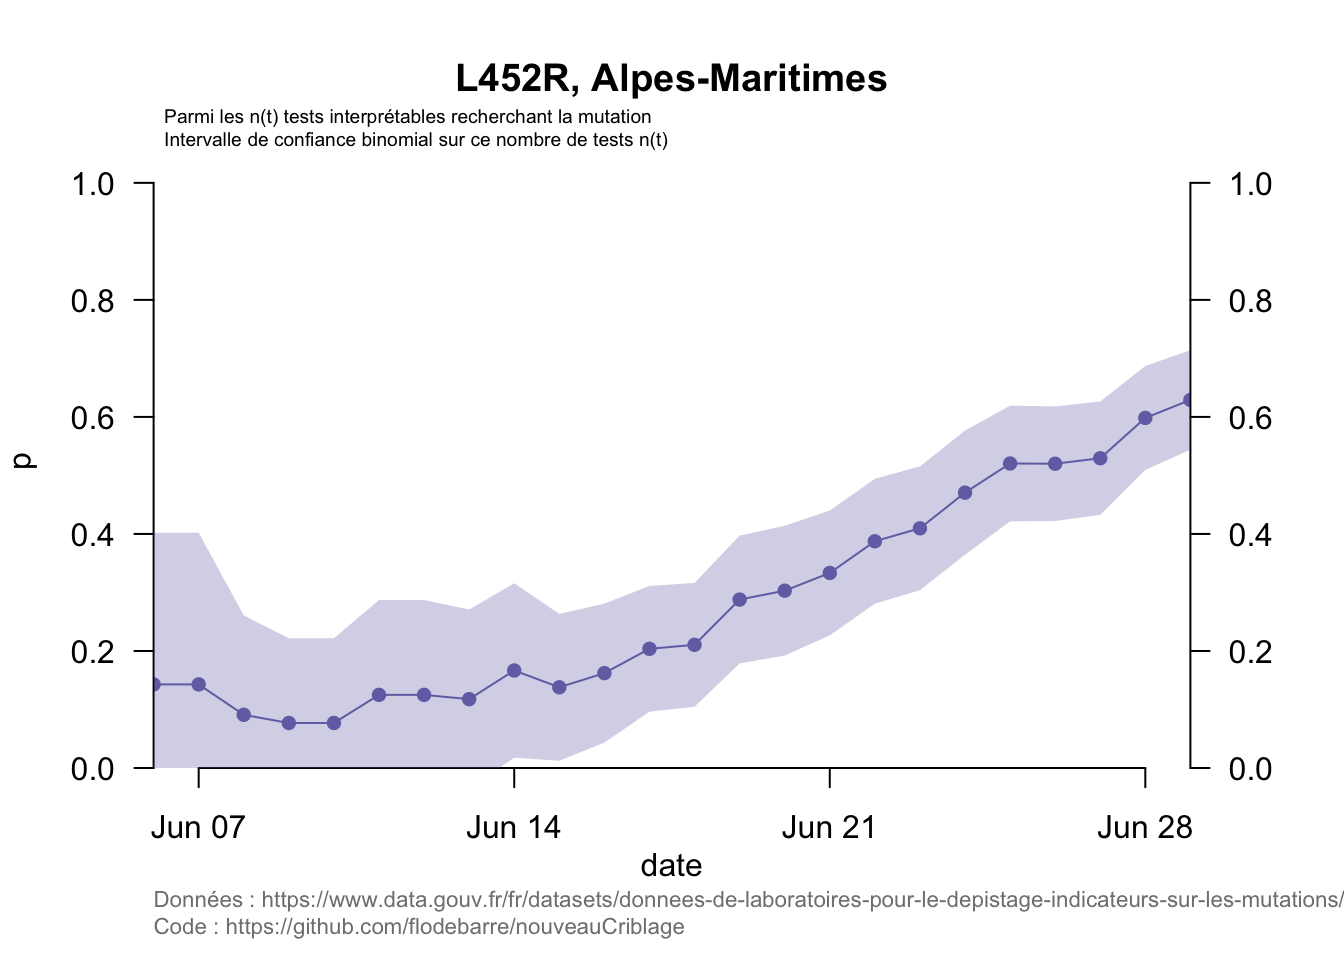 L452R, Alpes-Maritimes
Parmi les n(t) tests interprétables recherchant la mutation
Intervalle de confiance binomial sur ce nombre de tests n(t)
1.0 1.0
0.8 0.8
0.6 0.6
p
0.4 0.4
0.2 0.2
0.0 0.0
Jun 07 Jun 14 Jun 21 Jun 28
date
Données : https://www.data.gouv.fr/fr/datasets/donnees-de-laboratoires-pour-le-depistage-indicateurs-sur-les-mutations/
Code : https://github.com/flodebarre/nouveauCriblage